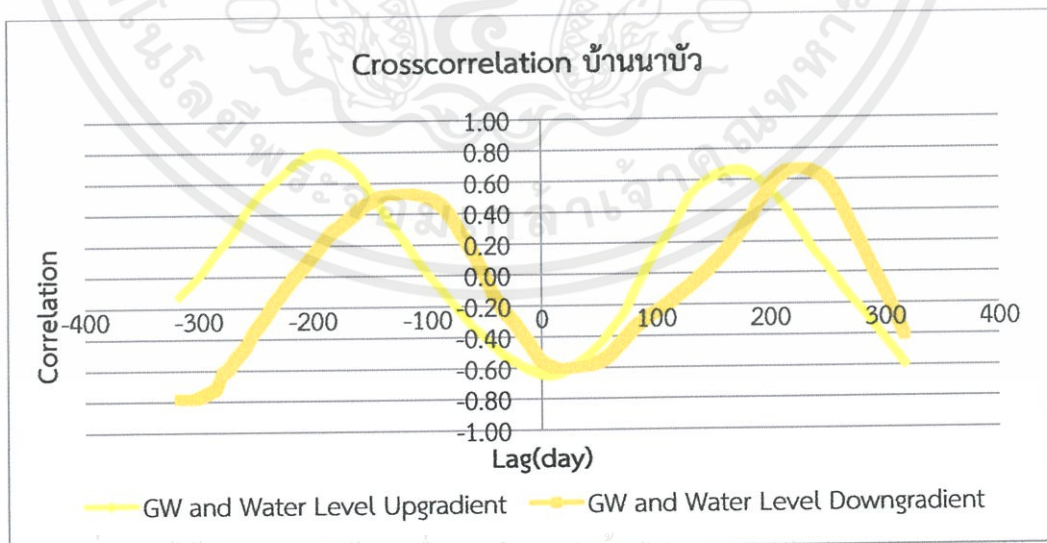 Crosscorrelation บ้านนาบัว
1.00
0.80
0.60
0.40
0.20
0.00
-0.20
-0.40
-0.60
-0.80
-1.00
-400 -300 -200 -100 0 100 200 300 400
Correlation
Lag(day)
GW and Water Level Upgradient GW and Water Level Downgradient